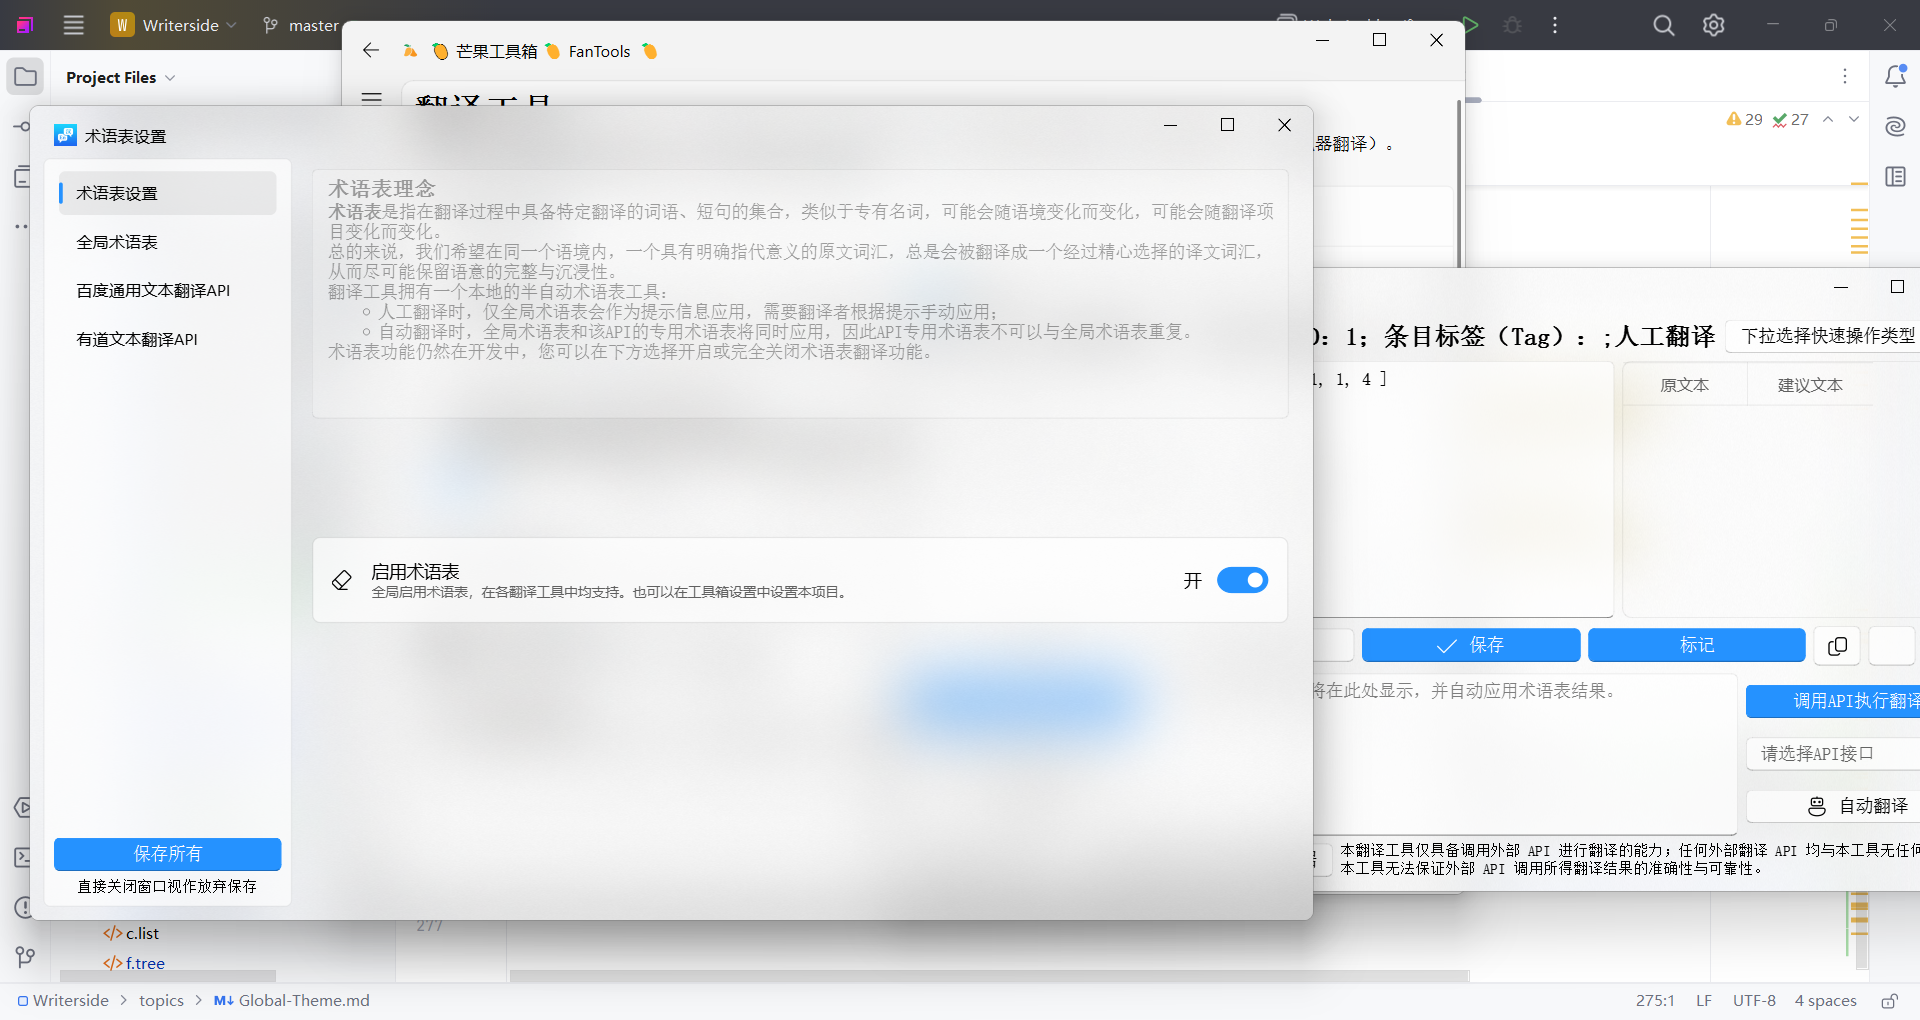 W Writerside
master
Project Files
芒果工具箱
FanTools
翻译工具
器翻译）。
29
27
术语表设置
术语表设置
全局术语表
百度通用文本翻译API
有道文本翻译API
术语表理念
术语表是指在翻译过程中具备特定翻译的词语、短句的集合，类似于专有名词，可能会随语境变化而变化，可能会随翻译项
目变化而变化。
总的来说，我们希望在同一个语境内，一个具有明确指代意义的原文词汇，总是会被翻译成一个经过精心选择的译文词汇，
从而尽可能保留语意的完整与沉浸性。
翻译工具拥有一个本地的半自动术语表工具：
人工翻译时，仅全局术语表会作为提示信息应用，需要翻译者根据提示手动应用；
自动翻译时，全局术语表和该API的专用术语表将同时应用，因此API专用术语表不可以与全局术语表重复。
术语表功能仍然在开发中，您可以在下方选择开启或完全关闭术语表翻译功能。
启用术语表
全局启用术语表，在各翻译工具中均支持。也可以在工具箱设置中设置本项目。
开
保存所有
直接关闭窗口视作放弃保存
: 1；条目标签（Tag）：;人工翻译
下拉选择快速操作类型
1, 4 ]
原文本
建议文本
保存
标记
将在此处显示，并自动应用术语表结果。
调用API执行翻译
请选择API接口
自动翻译
本翻译工具仅具备调用外部 API 进行翻译的能力；任何外部翻译 API 均与本工具无任何
本工具无法保证外部 API 调用所得翻译结果的准确性与可靠性。
277
c.list
f.tree
Writerside
topics
M↓ Global-Theme.md
275:1
LF
UTF-8
4 spaces